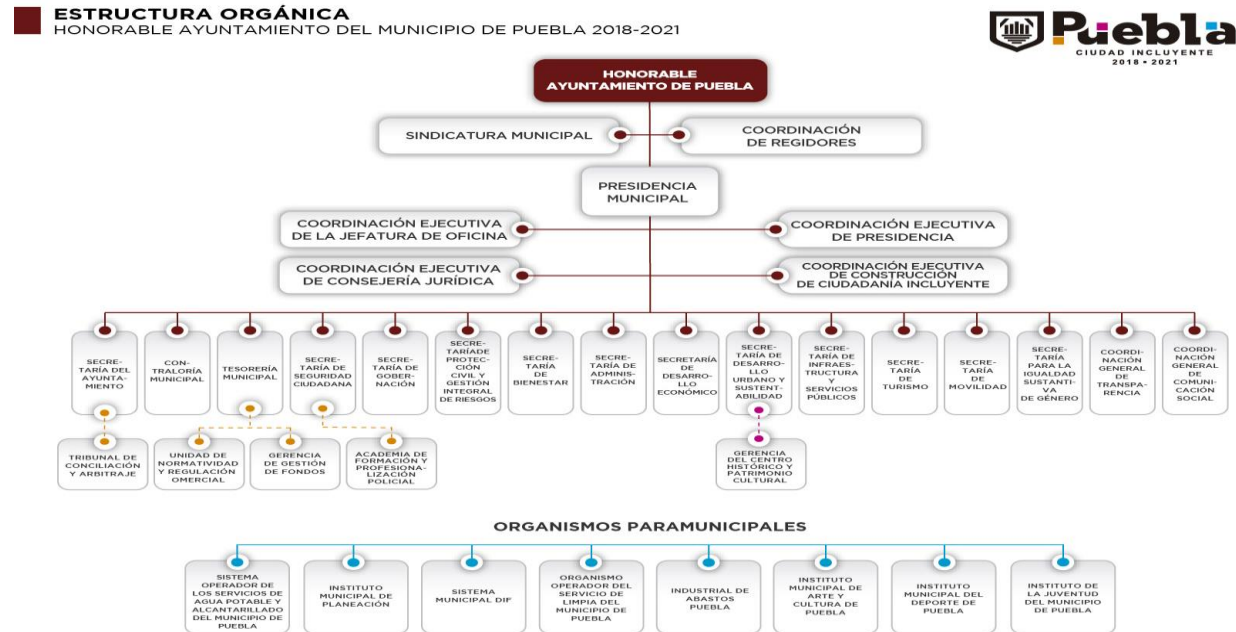 ESTRUCTURA ORGÁNICA
HONORABLE AYUNTAMIENTO DEL MUNICIPIO DE PUEBLA 2018-2021
Puebla
CIUDAD INCLUYENTE
2018 • 2021
HONORABLE
AYUNTAMIENTO DE PUEBLA
SINDICATURA MUNICIPAL
COORDINACIÓN
DE REGIDORES
PRESIDENCIA
MUNICIPAL
COORDINACIÓN EJECUTIVA
DE LA JEFATURA DE OFICINA
COORDINACIÓN EJECUTIVA
DE PRESIDENCIA
COORDINACIÓN EJECUTIVA
DE CONSEJERÍA JURÍDICA
COORDINACIÓN EJECUTIVA
DE CONSTRUCCIÓN
DE CIUDADANÍA INCLUYENTE
SECRE-
TARÍA DEL
AYUNTA-
MIENTO
CON-
TRALORÍA
MUNICIPAL
TESORERÍA
MUNICIPAL
SECRE-
TARÍA DE
SEGURIDAD
CIUDADANA
SECRE-
TARÍA DE
GOBER-
NACIÓN
SECRE-
TARÍADE
PROTEC-
CIÓN
CIVIL Y
GESTIÓN
INTEGRAL
DE RIESGOS
SECRE-
TARÍA
DE
BIENESTAR
SECRE-
TARÍA DE
ADMINIS-
TRACIÓN
SECRETARÍA
DE
DESARRO-
LLO
ECONÓMICO
SECRE-
TARÍA DE
DESARRO-
LLO
URBANO Y
SUSTENT-
ABILIDAD
SECRE-
TARÍA DE
INFRAES-
TRUCTURA
Y
SERVICIOS
PÚBLICOS
SECRE-
TARÍA
DE
TURISMO
SECRE-
TARÍA
DE
MOVILIDAD
SECRE-
TARÍA
PARA LA
IGUALDAD
SUSTANTI-
VA
DE GÉNERO
COORDI-
NACIÓN
GENERAL
DE
TRANSPA-
RENCIA
COORDI-
NACIÓN
GENERAL
DE
COMUNI-
CACIÓN
SOCIAL
TRIBUNAL DE
CONCILIACIÓN
Y ARBITRAJE
UNIDAD DE
NORMATIVIDAD
Y REGULACIÓN
OMERCIAL
GERENCIA
DE GESTIÓN
DE FONDOS
ACADEMIA DE
FORMACIÓN Y
PROFESIONA-
LIZACIÓN
POLICIAL
GERENCIA
DEL CENTRO
HISTÓRICO Y
PATRIMONIO
CULTURAL
ORGANISMOS PARAMUNICIPALES
SISTEMA
OPERADOR DE
LOS SERVICIOS DE
AGUA POTABLE Y
ALCANTARILLADO
DEL MUNICIPIO DE
PUEBLA
INSTITUTO
MUNICIPAL DE
PLANEACIÓN
SISTEMA
MUNICIPAL DIF
ORGANISMO
OPERADOR DEL
SERVICIO DE
LIMPIA DEL
MUNICIPIO DE
PUEBLA
INDUSTRIAL DE
ABASTOS
PUEBLA
INSTITUTO
MUNICIPAL DE
ARTE Y
CULTURA DE
PUEBLA
INSTITUTO
MUNICIPAL DEL
DEPORTE DE
PUEBLA
INSTITUTO DE
LA JUVENTUD
DEL MUNICIPIO
DE PUEBLA